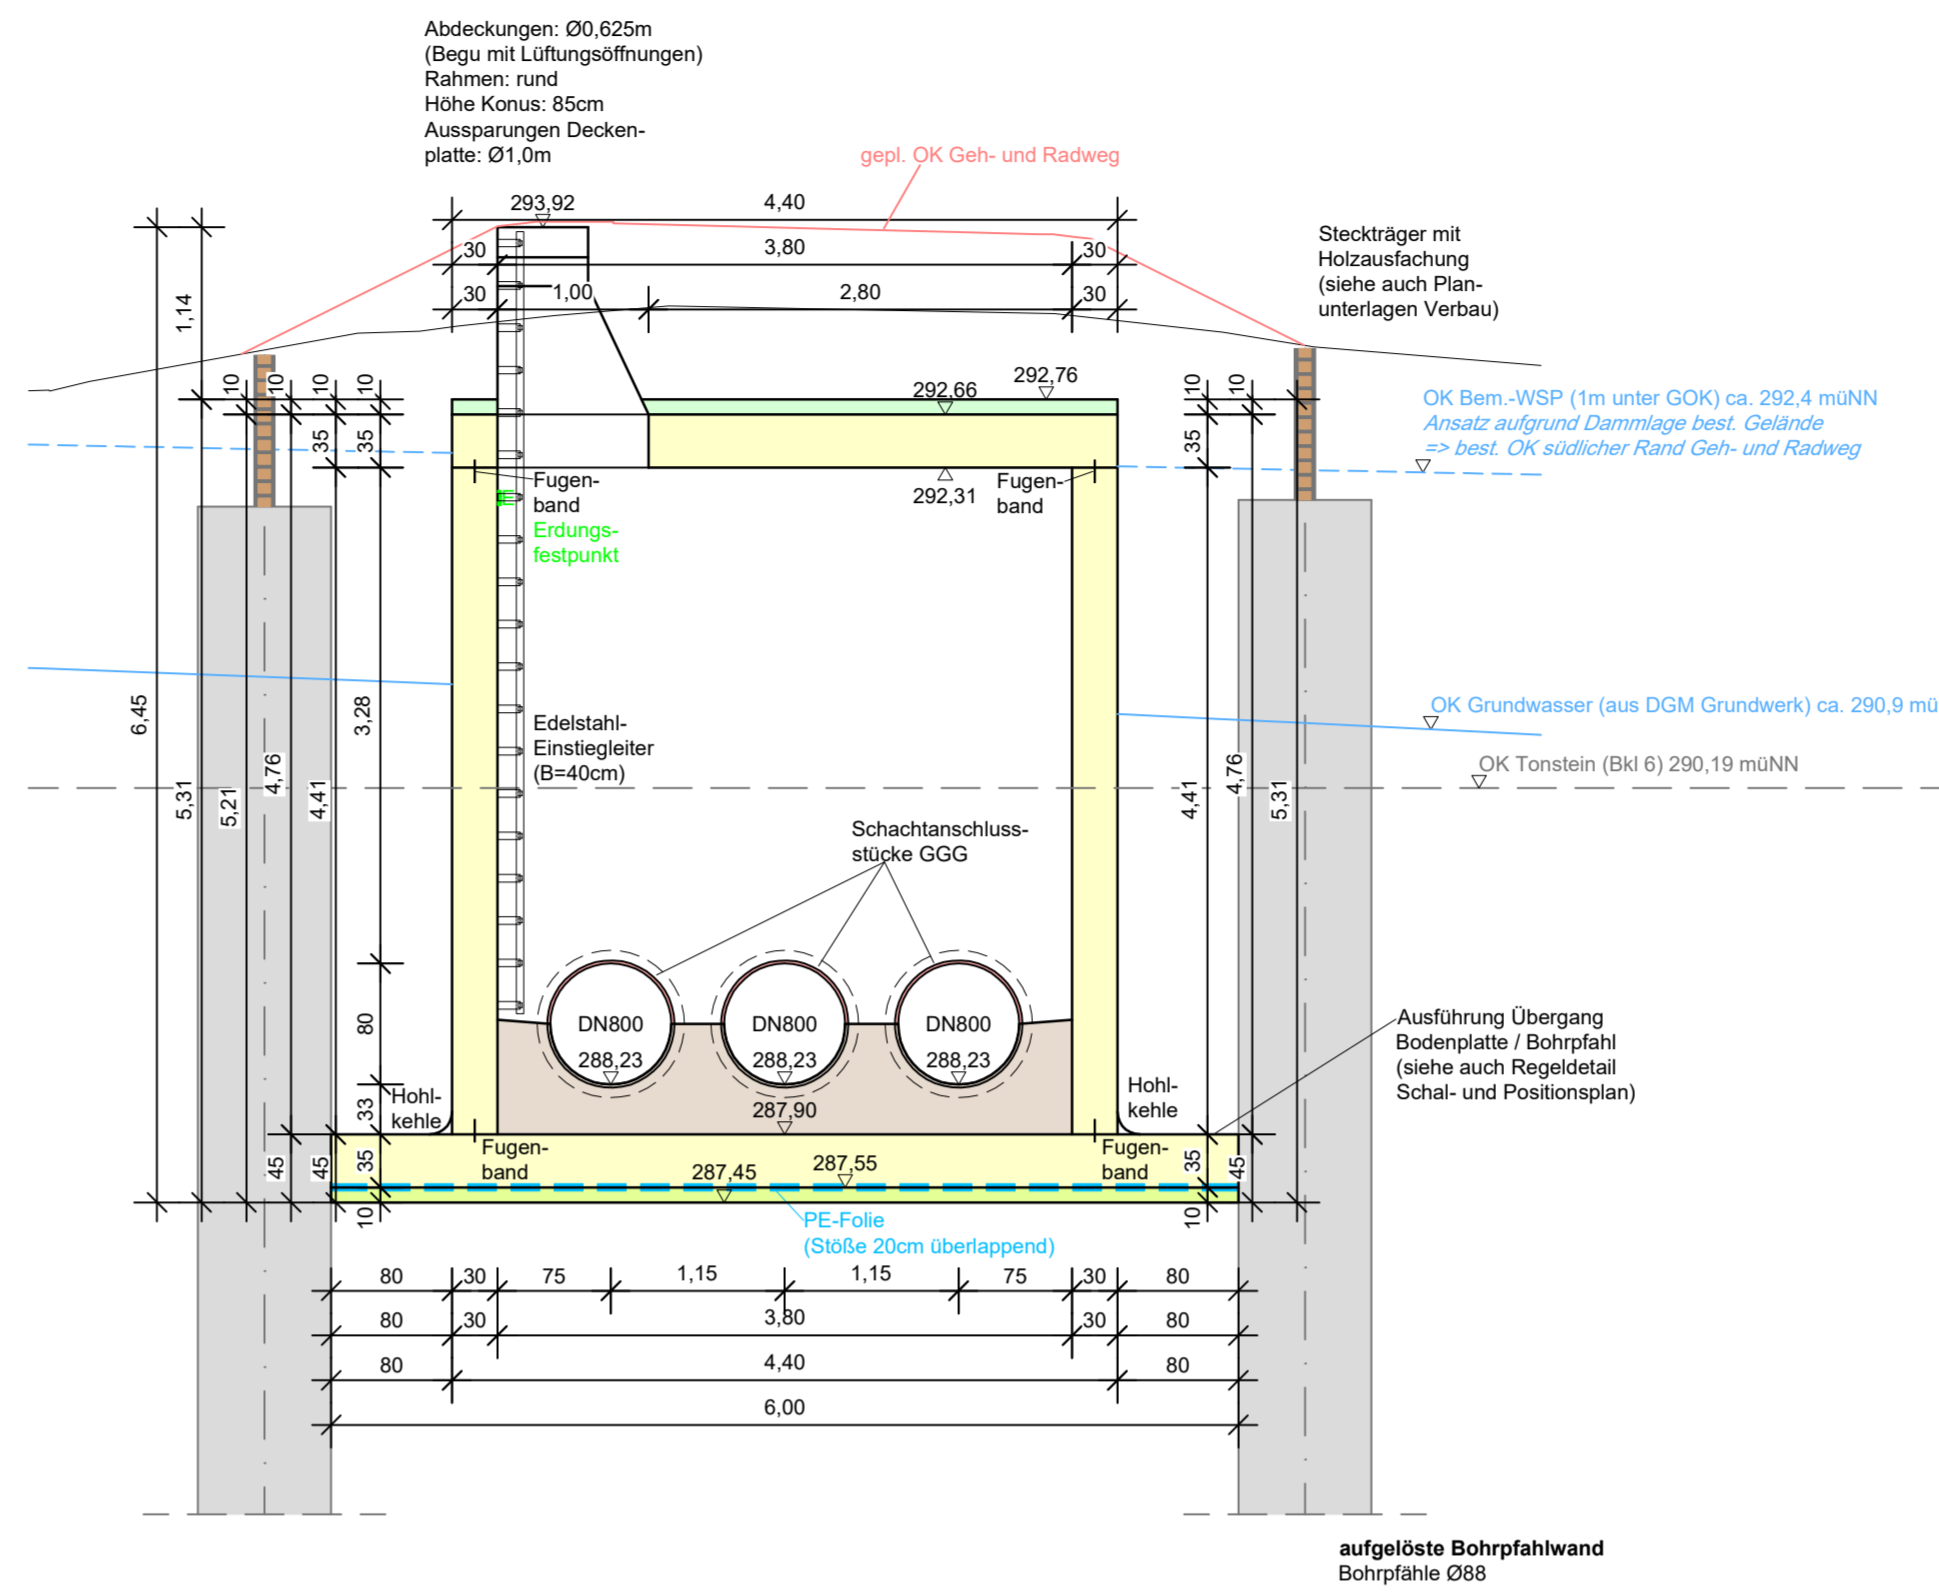 Abdeckungen: Ø0,625m
(Begu mit Lüftungsöffnungen)
Rahmen: rund
Höhe Konus: 85cm
Aussparungen Decken-
platte: Ø1,0m
gepl. OK Geh- und Radweg
293,92
4,40
30
3,80
30
30
1,00
2,80
30
Steckträger mit
Holzausfachung
(siehe auch Plan-
unterlagen Verbau)
1,14
10
10
10
10
35
35
292,66
292,76
10
10
35
OK Bem.-WSP (1m unter GOK) ca. 292,4 müNN
Ansatz aufgrund Dammlage best. Gelände
=> best. OK südlicher Rand Geh- und Radweg
Fugen-
band
292,31
Fugen-
band
E
Erdungs-
festpunkt
6,45
5,31
5,21
4,76
4,41
3,28
Edelstahl-
Einstiegleiter
(B=40cm)
OK Grundwasser (aus DGM Grundwerk) ca. 290,9 mü
OK Tonstein (Bkl 6) 290,19 müNN
4,41
4,76
5,31
Schachtanschluss-
stücke GGG
80
DN800
DN800
DN800
288,23
288,23
288,23
Ausführung Übergang
Bodenplatte / Bohrpfahl
(siehe auch Regeldetail
Schal- und Positionsplan)
Hohl-
kehle
33
287,90
Hohl-
kehle
45
45
35
10
Fugen-
band
287,45
287,55
Fugen-
band
35
45
10
PE-Folie
(Stöße 20cm überlappend)
80
30
75
1,15
1,15
75
30
80
80
30
3,80
30
80
80
4,40
80
6,00
aufgelöste Bohrpfahlwand
Bohrpfähle Ø88